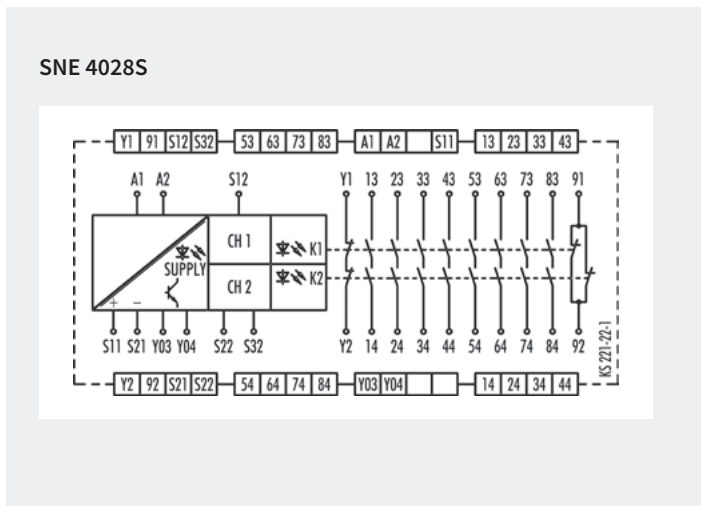 SNE 4028S
Y1 91 S12 S32 53 63 73 83 A1 A2 S11 13 23 33 43
A1 A2 S12 Y1 13 23 33 43 53 63 73 83 91
CH 1 K1
SUPPLY CH 2 K2
+ −
S11 S21 Y03 Y04 S22 S32 Y2 14 24 34 44 54 64 74 84 92
KS 221-22-1
Y2 92 S21 S22 54 64 74 84 Y03 Y04 14 24 34 44